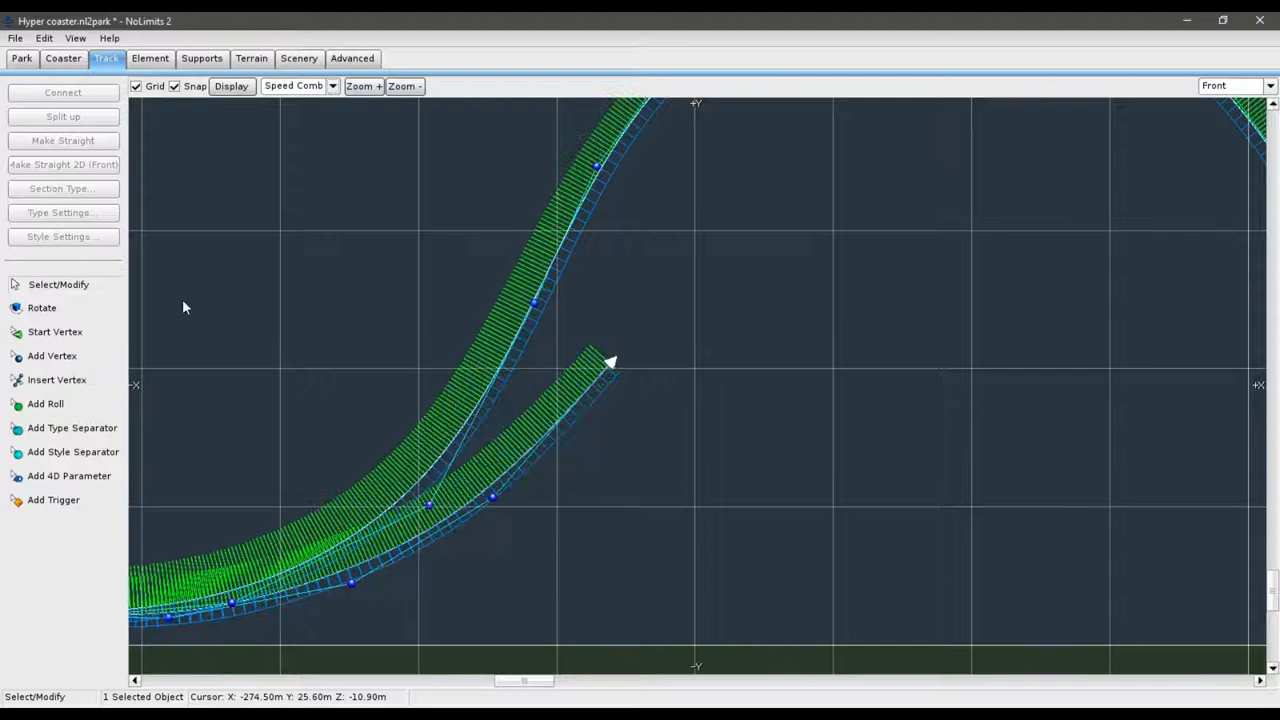 Hyper coaster.nl2park * - NoLimits 2
File Edit View Help
Park Coaster Track Element Supports Terrain Scenery Advanced
Connect
Split up
Make Straight
Make Straight 2D (Front)
Section Type...
Type Settings...
Style Settings ...
Select/Modify
Rotate
Start Vertex
Add Vertex
Insert Vertex
Add Roll
Add Type Separator
Add Style Separator
Add 4D Parameter
Add Trigger
Grid Snap Display Speed Comb Zoom + Zoom - Front
+Y
-X
+X
-Y
Select/Modify 1 Selected Object Cursor: X: -274.50m Y: 25.60m Z: -10.90m